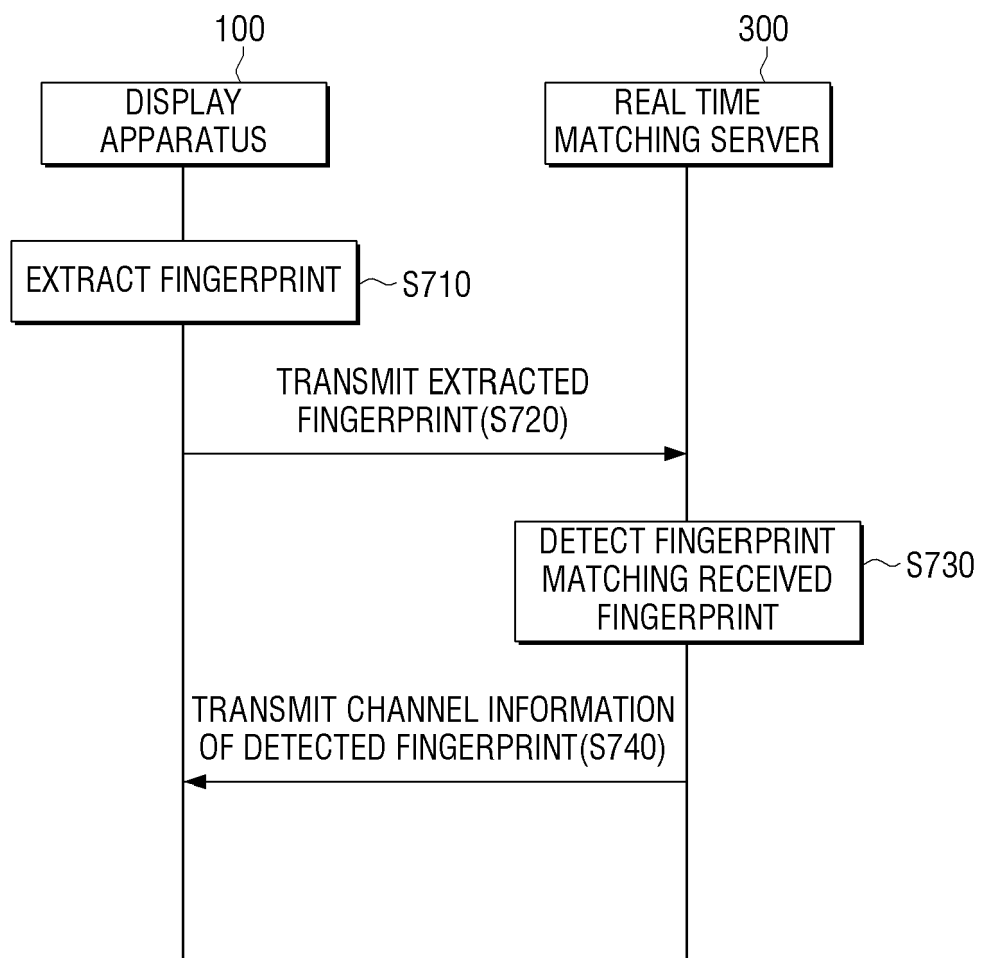 100
300
DISPLAY
APPARATUS
REAL TIME
MATCHING SERVER
EXTRACT FINGERPRINT
S710
TRANSMIT EXTRACTED
FINGERPRINT(S720)
DETECT FINGERPRINT
MATCHING RECEIVED
FINGERPRINT
S730
TRANSMIT CHANNEL INFORMATION
OF DETECTED FINGERPRINT(S740)